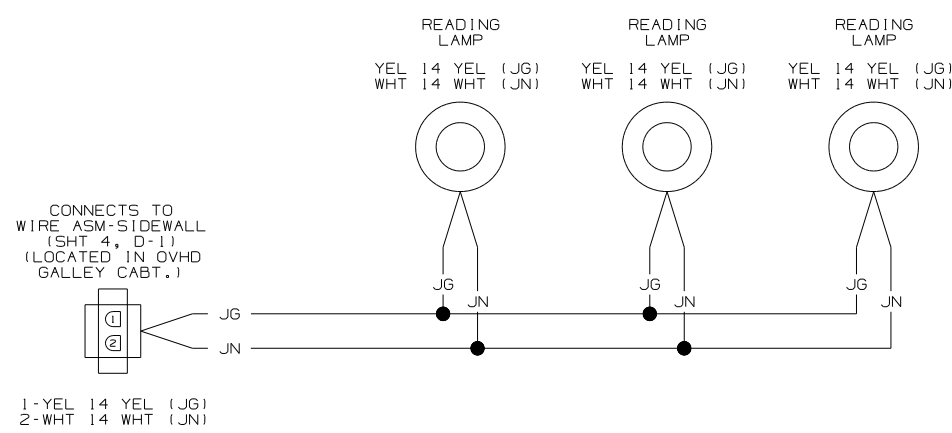 READING
LAMP
YEL 14 YEL (JG)
WHT 14 WHT (JN)
READING
LAMP
YEL 14 YEL (JG)
WHT 14 WHT (JN)
READING
LAMP
YEL 14 YEL (JG)
WHT 14 WHT (JN)
CONNECTS TO
WIRE ASM-SIDEWALL
(SHT 4, D-1)
(LOCATED IN OVHD
GALLEY CABT.)
JG
JN
JG
JN
JG
JN
1
JG
2
JN
1-YEL 14 YEL (JG)
2-WHT 14 WHT (JN)